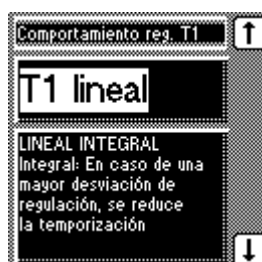 Comportamiento reg. T1
T1 lineal
LINEAL INTEGRAL
Integral: En caso de una
mayor desviación de
regulación, se reduce
la temporización